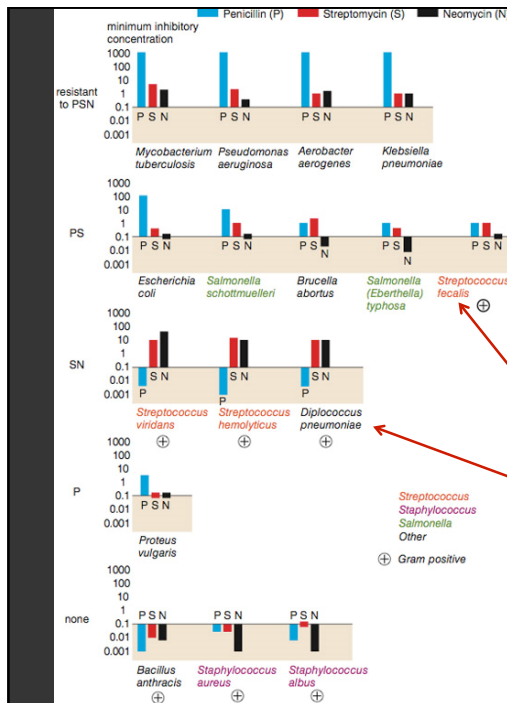 Penicillin (P) Streptomycin (S) Neomycin (N)
minimum inhibitory
concentration
1000
100
10
1
0.1
0.01
0.001
resistant
to PSN
P S N P S N P S N P S N
Mycobacterium Pseudomonas Aerobacter Klebsiella
tuberculosis aeruginosa aerogenes pneumoniae
1000
100
10
1
0.1
0.01
0.001
PS
P S N P S N P S N P S N P S N
Escherichia Salmonella Brucella Salmonella Streptococcus
coli schottmuelleri abortus (Eberthella) fecalis
typhosa
1000
100
10
1
0.1
0.01
0.001
SN
P S N P S N P S N
Streptococcus Streptococcus Diplococcus
viridans hemolyticus pneumoniae
1000
100
10
1
0.1
0.01
0.001
P
P S N
Proteus
vulgaris
Streptococcus
Staphylococcus
Salmonella
Other
Gram positive
1000
100
10
1
0.1
0.01
0.001
none
P S N P S N P S N
Bacillus Staphylococcus Staphylococcus
anthracis aureus albus